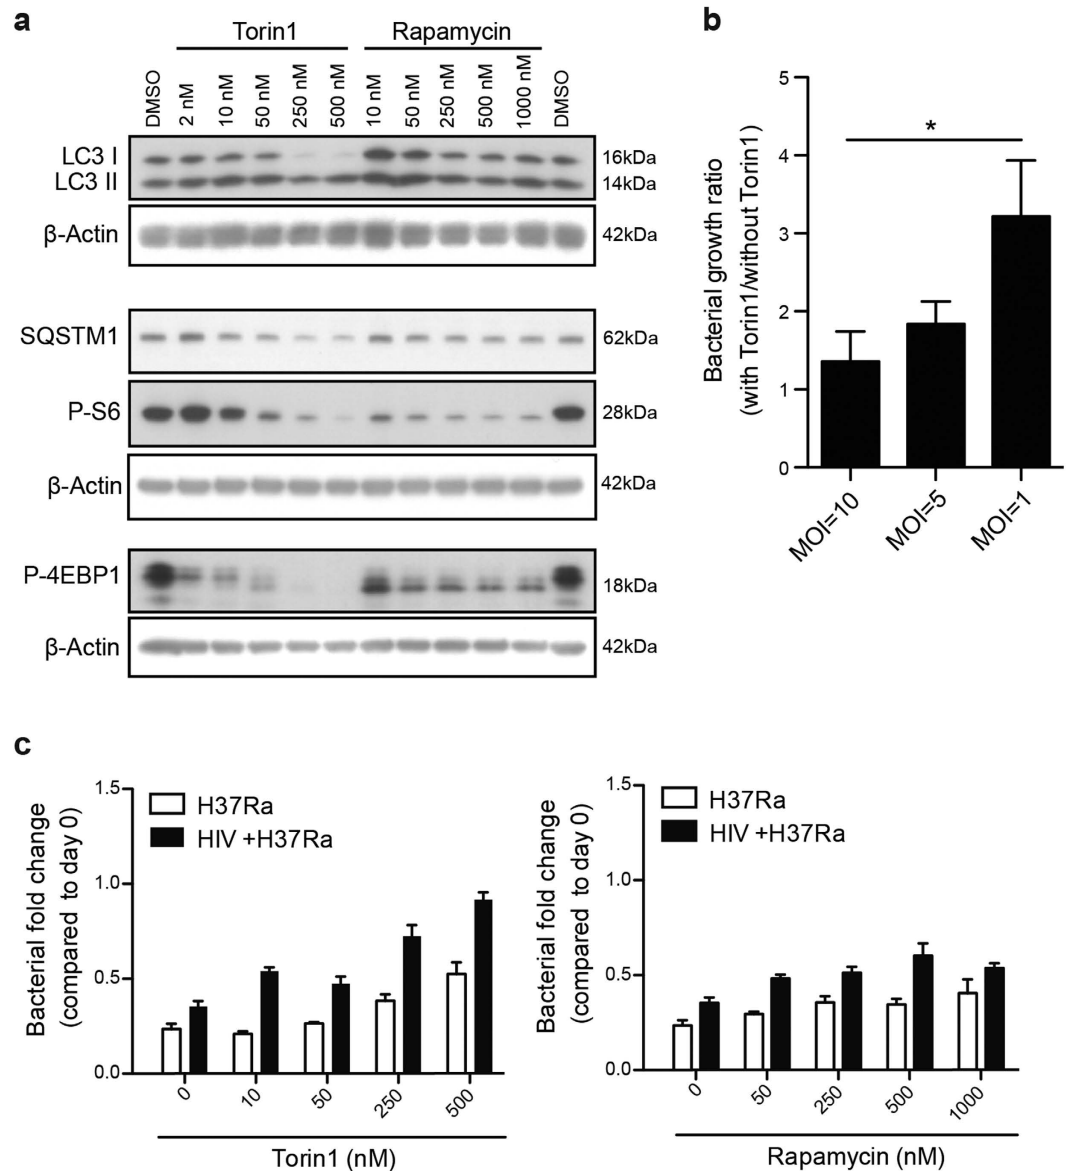 a
Torin1
Rapamycin
DMSO
2 nM
10 nM
50 nM
250 nM
500 nM
10 nM
50 nM
250 nM
500 nM
1000 nM
DMSO
LC3 I
16kDa
LC3 II
14kDa
β-Actin
42kDa
SQSTM1
62kDa
P-S6
28kDa
β-Actin
42kDa
P-4EBP1
18kDa
β-Actin
42kDa
b
Bacterial growth ratio
(with Torin1/without Torin1)
5
4
3
2
1
0
*
MOI=10
MOI=5
MOI=1
c
Bacterial fold change
(compared to day 0)
1.5
1.0
0.5
0.0
H37Ra
HIV +H37Ra
0
10
50
250
500
Torin1 (nM)
Bacterial fold change
(compared to day 0)
1.5
1.0
0.5
0.0
H37Ra
HIV +H37Ra
0
50
250
500
1000
Rapamycin (nM)